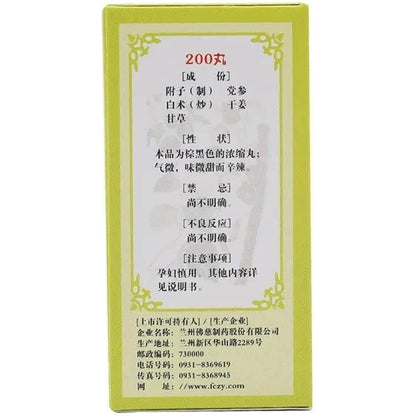 200丸
[成 份]
附子（制） 党参
白术（炒） 干姜
甘草
[性 状]
本品为棕黑色的浓缩丸；
气微，味微甜而辛辣。
[禁 忌]
尚不明确。
[不良反应]
尚不明确。
[注意事项]
孕妇慎用。其他内容详
见说明书。
[上市许可持有人] / [生产企业]
企业名称：兰州佛慈制药股份有限公司
生产地址：兰州新区华山路2289号
邮政编码：730000
电话号码：0931-8369619
传真号码：0931-8368945
网 址：//www.fczy.com